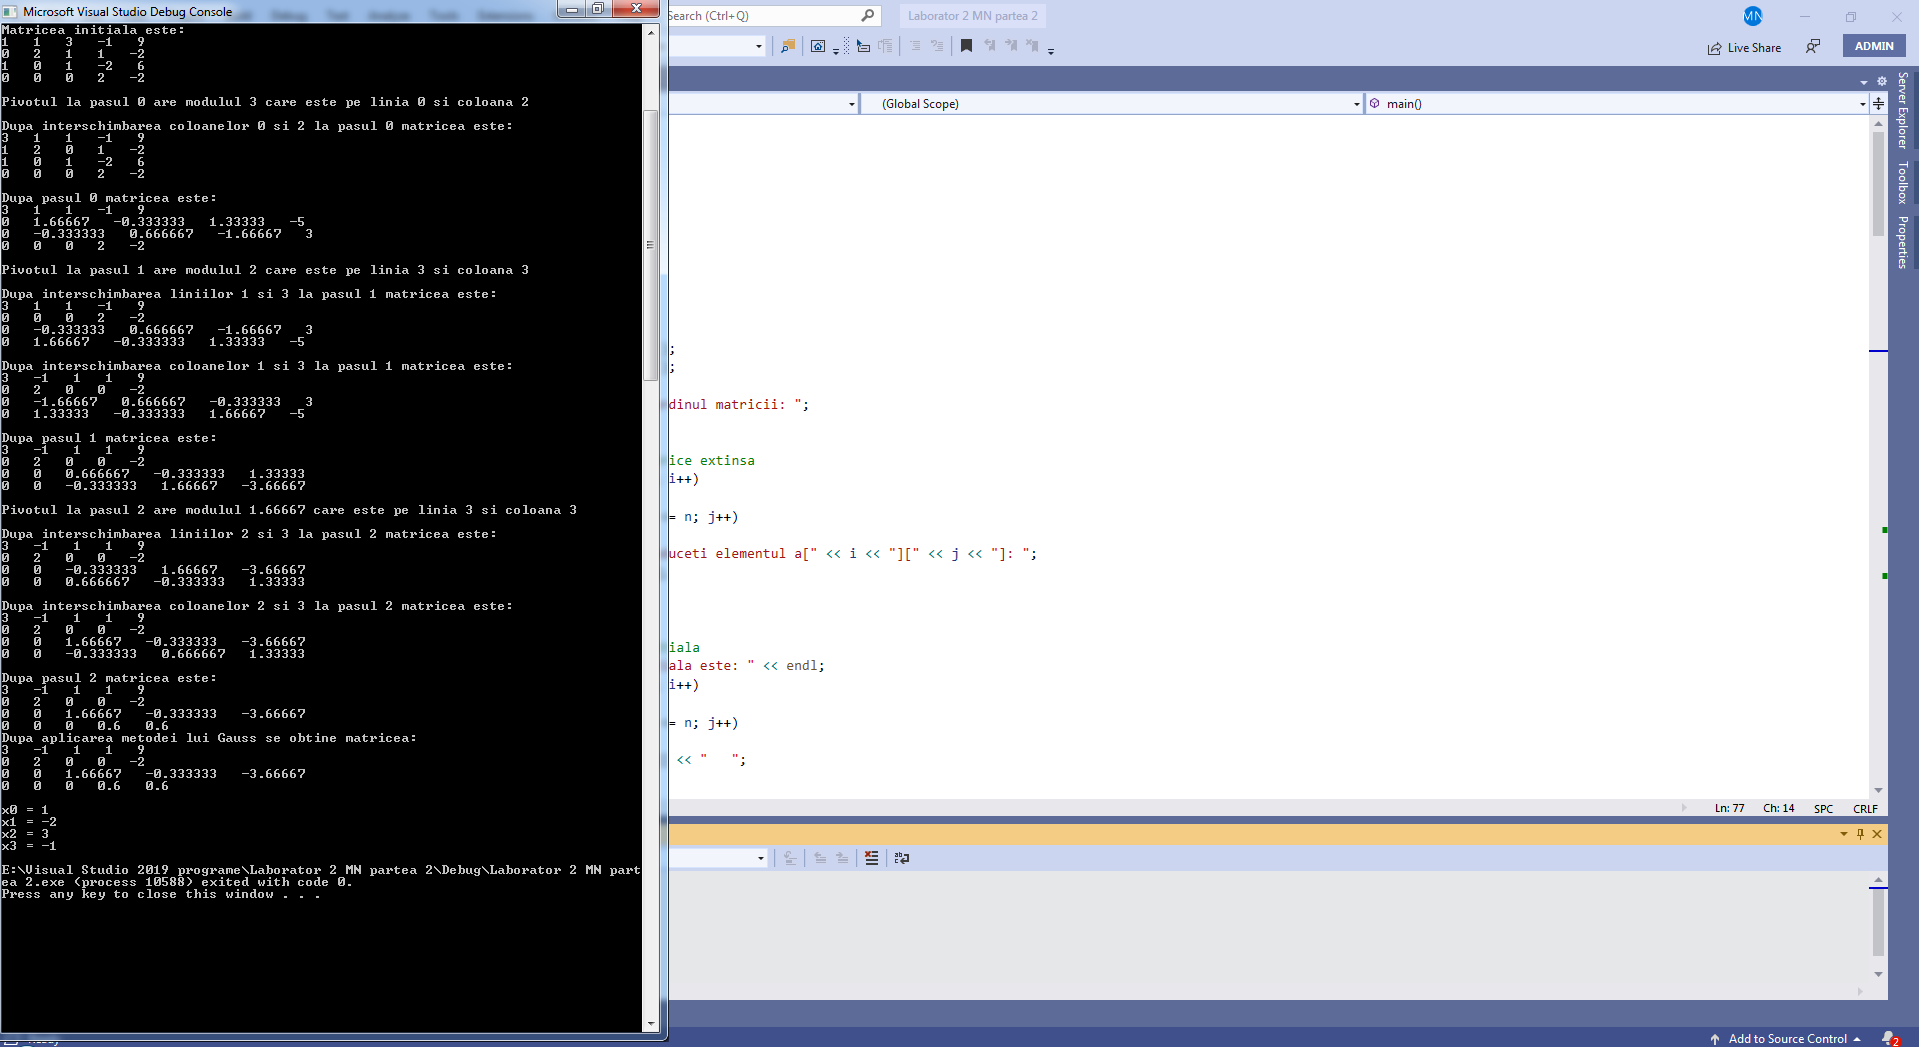 Microsoft Visual Studio Debug Console
Matricea initiala este:
1 1 3 -1 9
0 2 1 1 -2
1 0 1 -2 6
0 0 0 2 -2
Pivotul la pasul 0 are modulul 3 care este pe linia 0 si coloana 2
Dupa interschimbarea coloanelor 0 si 2 la pasul 0 matricea este:
3 1 1 -1 9
1 2 0 1 -2
1 0 1 -2 6
0 0 0 2 -2
Dupa pasul 0 matricea este:
3 1 1 -1 9
0 1.66667 -0.333333 1.33333 -5
0 -0.333333 0.666667 -1.66667 3
0 0 0 2 -2
Pivotul la pasul 1 are modulul 2 care este pe linia 3 si coloana 3
Dupa interschimbarea liniilor 1 si 3 la pasul 1 matricea este:
3 1 1 -1 9
0 0 0 2 -2
0 -0.333333 0.666667 -1.66667 3
0 1.66667 -0.333333 1.33333 -5
Dupa interschimbarea coloanelor 1 si 3 la pasul 1 matricea este:
3 -1 1 1 9
0 2 0 0 -2
0 -1.66667 0.666667 -0.333333 3
0 1.33333 -0.333333 1.66667 -5
Dupa pasul 1 matricea este:
3 -1 1 1 9
0 2 0 0 -2
0 0 0.666667 -0.333333 1.33333
0 0 -0.333333 1.66667 -3.66667
Pivotul la pasul 2 are modulul 1.66667 care este pe linia 3 si coloana 3
Dupa interschimbarea liniilor 2 si 3 la pasul 2 matricea este:
3 -1 1 1 9
0 2 0 0 -2
0 0 -0.333333 1.66667 -3.66667
0 0 0.666667 -0.333333 1.33333
Dupa interschimbarea coloanelor 2 si 3 la pasul 2 matricea este:
3 -1 1 1 9
0 2 0 0 -2
0 0 1.66667 -0.333333 -3.66667
0 0 -0.333333 0.666667 1.33333
Dupa pasul 2 matricea este:
3 -1 1 1 9
0 2 0 0 -2
0 0 1.66667 -0.333333 -3.66667
0 0 0 0.6 0.6
Dupa aplicarea metodei lui Gauss se obtine matricea:
3 -1 1 1 9
0 2 0 0 -2
0 0 1.66667 -0.333333 -3.66667
0 0 0 0.6 0.6
x0 = 1
x1 = -2
x2 = 3
x3 = -1
E:\Visual Studio 2019 programe\Laborator 2 MN partea 2\Debug\Laborator 2 MN part
ea 2.exe (process 10588) exited with code 0.
Press any key to close this window . . .
Search (Ctrl+Q)
Laborator 2 MN partea 2
MN
Live Share
ADMIN
(Global Scope)
main()
;
;
dinul matricii: ";
ice extinsa
i++)
= n; j++)
uceti elementul a[" << i << "][" << j << "]: ";
iala
ala este: " << endl;
i++)
= n; j++)
<< " ";
Ln: 77 Ch: 14 SPC CRLF
Server Explorer
Toolbox
Properties
Add to Source Control
2